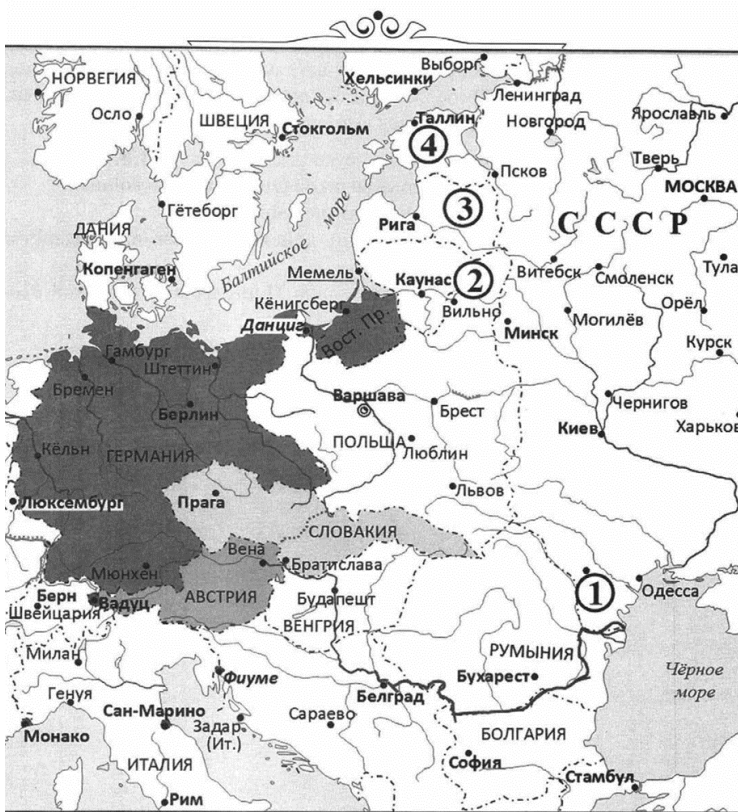 Выборг
НОРВЕГИЯ
Хельсинки
Ленинград
Осло
ШВЕЦИЯ
Стокгольм
Таллин
Новгород
Ярославль
4
Тверь
Псков
МОСКВА
Гётеборг
море
3
Рига
С С С Р
ДАНИЯ
Балтийское
Копенгаген
Мемель
Каунас
2
Витебск
Смоленск
Тула
Кёнигсберг
Вильно
Данциг
Вост. Пр.
Минск
Могилёв
Орёл
Гамбург
Штеттин
Курск
Бремен
Берлин
Варшава
Брест
Чернигов
Киев
Харьков
Кёльн
ГЕРМАНИЯ
ПОЛЬША
Люблин
Люксембург
Прага
Львов
СЛОВАКИЯ
Вена
Братислава
Мюнхен
Берн
Вадуц
АВСТРИЯ
Будапешт
1
Одесса
Швейцария
ВЕНГРИЯ
Милан
РУМЫНИЯ
Фиуме
Бухарест
Чёрное
море
Генуя
Белград
Сан-Марино
Задар
(Ит.)
Сараево
Монако
БОЛГАРИЯ
София
ИТАЛИЯ
Стамбул
Рим